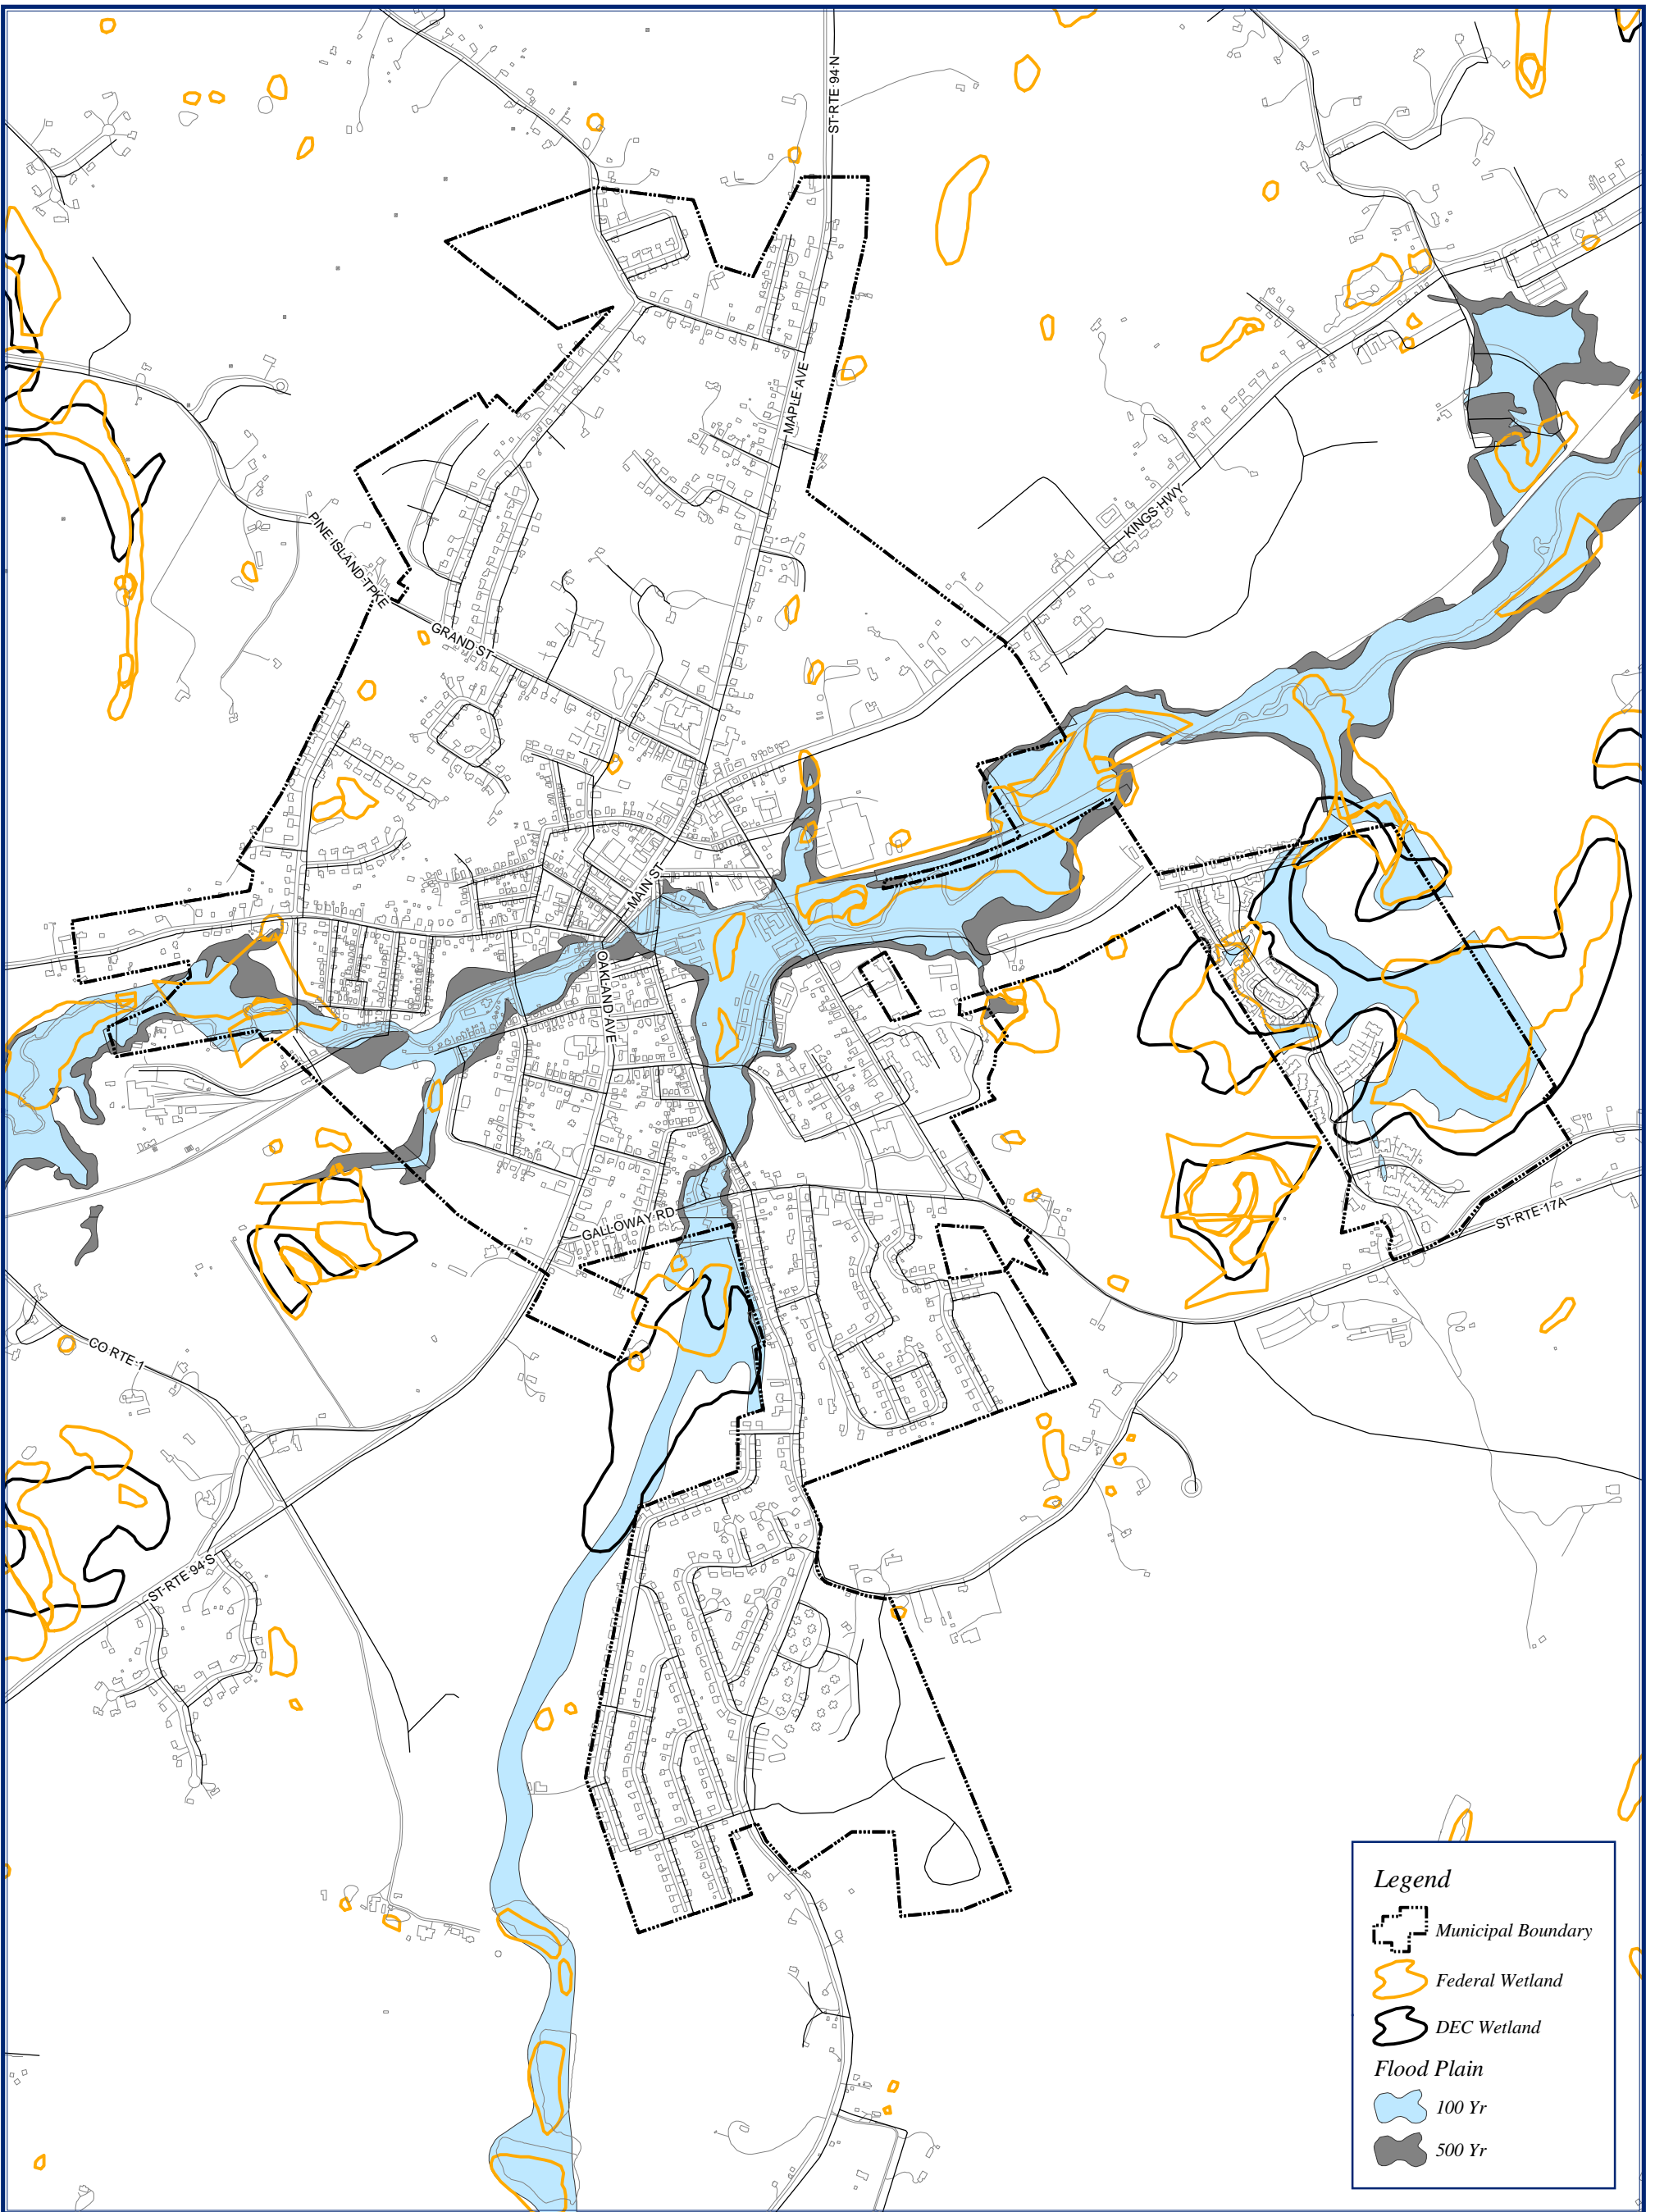 ST-RTE-94-N
MAPLE-AVE
KINGS-HWY
PINE-ISLAND-TPKE
GRAND-ST
MAIN-ST
OAKLAND-AVE
GALLOWAY-RD
ST-RTE-17A
CO-RTE-1
ST-RTE-94-S
Legend
Municipal Boundary
Federal Wetland
DEC Wetland
Flood Plain
100 Yr
500 Yr